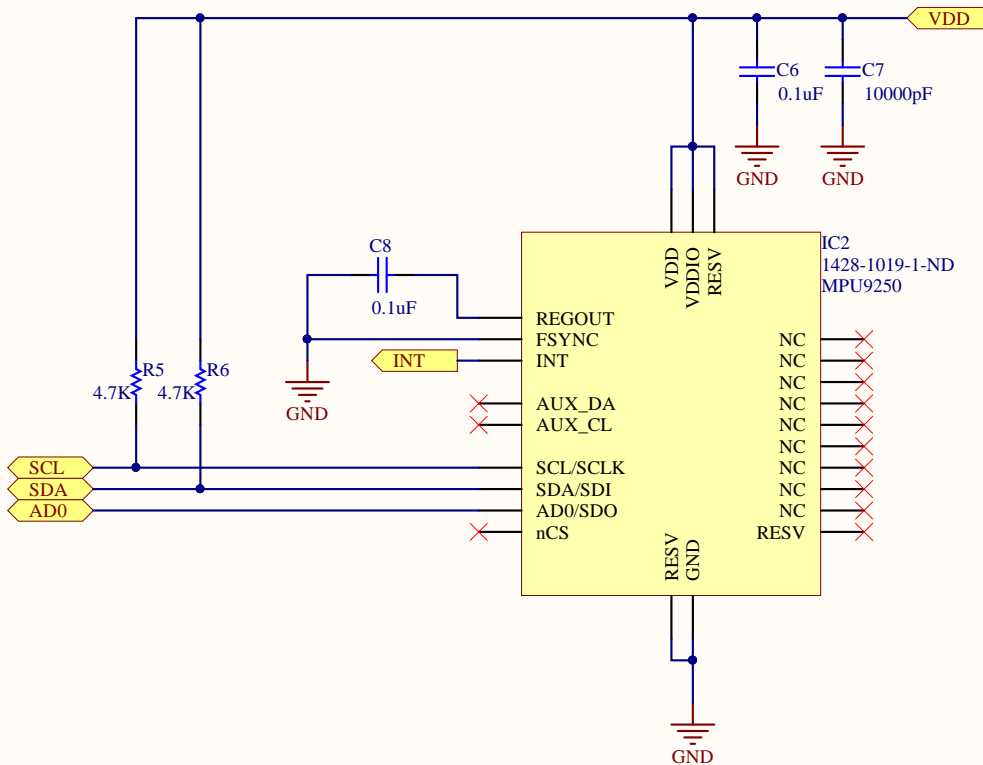 VDD
C6
0.1uF
GND
C7
10000pF
GND
IC2
1428-1019-1-ND
MPU9250
VDD
VDDIO
RESV
C8
0.1uF
GND
INT
REGOUT
FSYNC
INT
AUX_DA
AUX_CL
SCL/SCLK
SDA/SDI
AD0/SDO
nCS
NC
NC
NC
NC
NC
NC
NC
NC
NC
RESV
R5
4.7K
R6
4.7K
SCL
SDA
AD0
RESV
GND
GND